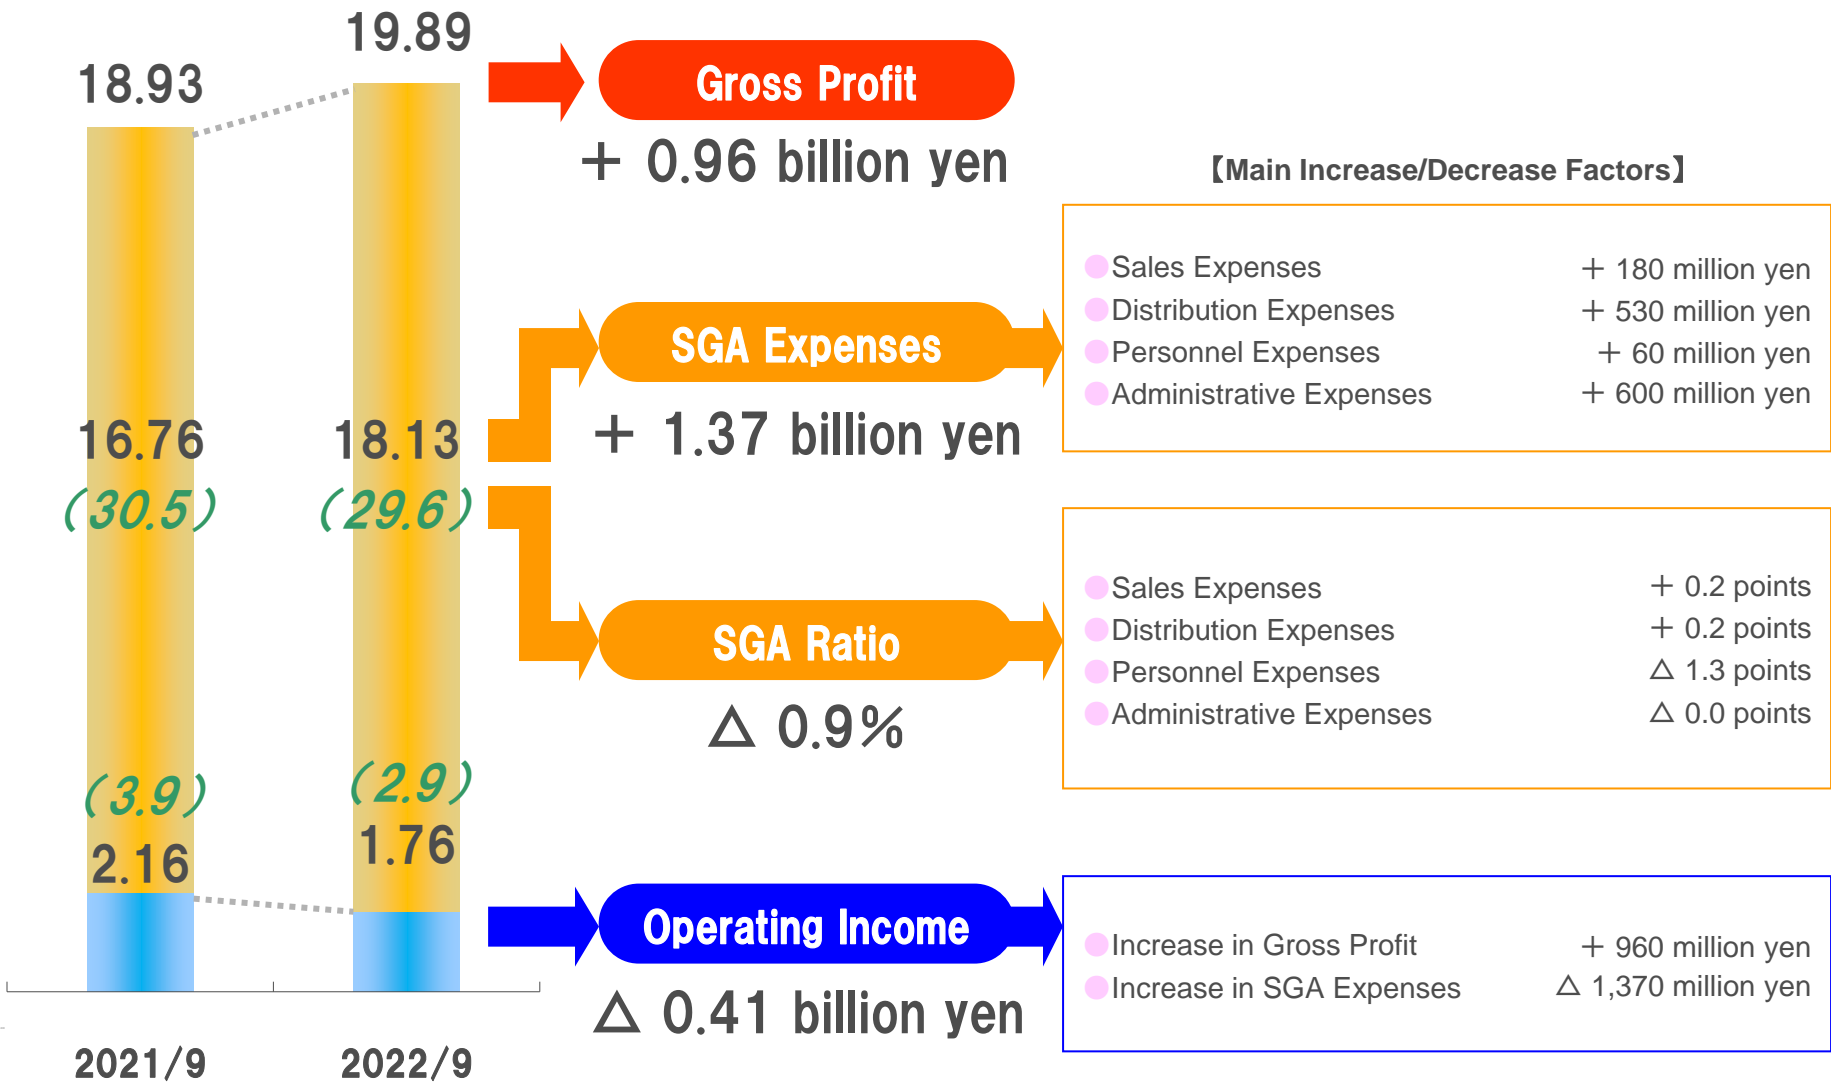 18.93
19.89
16.76
(30.5)
18.13
(29.6)
(3.9)
2.16
(2.9)
1.76
2021/9
2022/9
Gross Profit
+ 0.96 billion yen
SGA Expenses
+ 1.37 billion yen
SGA Ratio
△ 0.9%
Operating Income
△ 0.41 billion yen
【Main Increase/Decrease Factors】
Sales Expenses + 180 million yen
Distribution Expenses + 530 million yen
Personnel Expenses + 60 million yen
Administrative Expenses + 600 million yen
Sales Expenses + 0.2 points
Distribution Expenses + 0.2 points
Personnel Expenses △ 1.3 points
Administrative Expenses △ 0.0 points
Increase in Gross Profit + 960 million yen
Increase in SGA Expenses △ 1,370 million yen